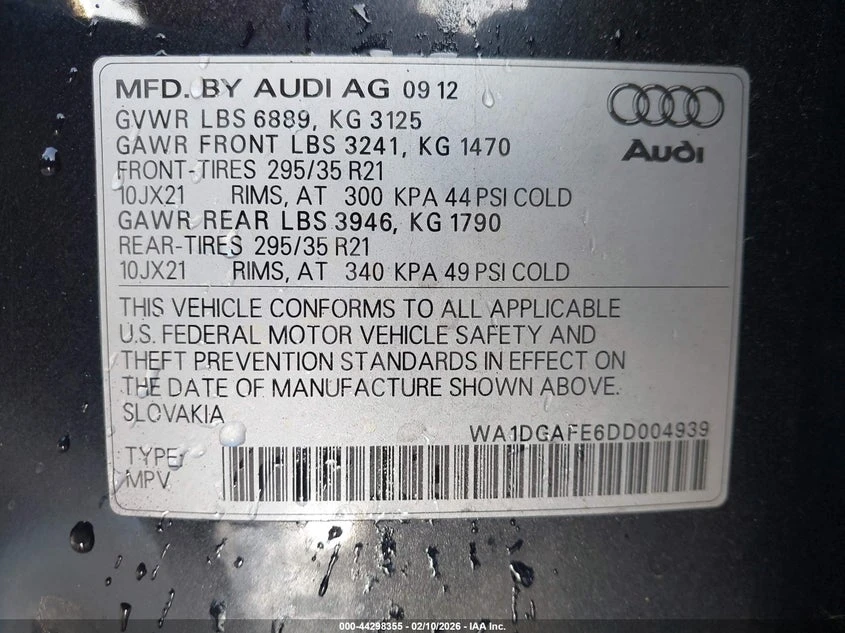 MFD. BY AUDI AG 09 12
GVWR LBS 6889, KG 3125
GAWR FRONT LBS 3241, KG 1470
FRONT-TIRES 295/35 R21
10JX21 RIMS, AT 300 KPA 44 PSI COLD
GAWR REAR LBS 3946, KG 1790
REAR-TIRES 295/35 R21
10JX21 RIMS, AT 340 KPA 49 PSI COLD
Audi
THIS VEHICLE CONFORMS TO ALL APPLICABLE
U.S. FEDERAL MOTOR VEHICLE SAFETY AND
THEFT PREVENTION STANDARDS IN EFFECT ON
THE DATE OF MANUFACTURE SHOWN ABOVE.
SLOVAKIA
WA1DGAFE6DD004939
TYPE:
MPV
000-44298355 - 02/10/2026 - IAA Inc.